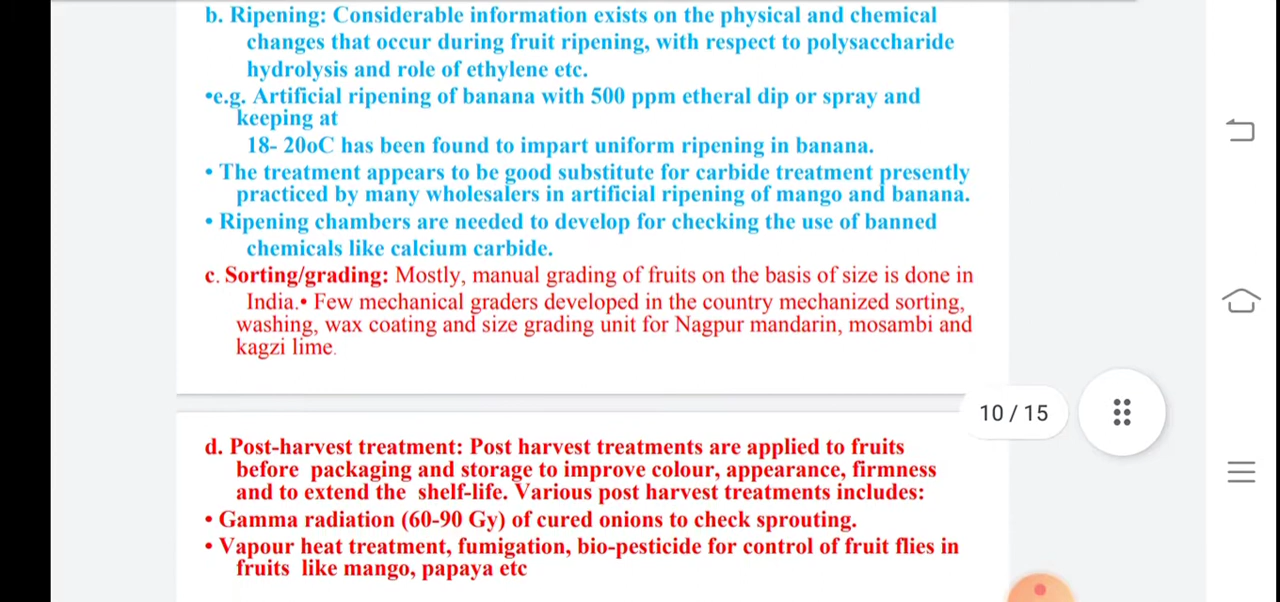 b. Ripening: Considerable information exists on the physical and chemical
changes that occur during fruit ripening, with respect to polysaccharide
hydrolysis and role of ethylene etc.
•e.g. Artificial ripening of banana with 500 ppm etheral dip or spray and
keeping at
18- 20oC has been found to impart uniform ripening in banana.
• The treatment appears to be good substitute for carbide treatment presently
practiced by many wholesalers in artificial ripening of mango and banana.
• Ripening chambers are needed to develop for checking the use of banned
chemicals like calcium carbide.
c. Sorting/grading: Mostly, manual grading of fruits on the basis of size is done in
India.• Few mechanical graders developed in the country mechanized sorting,
washing, wax coating and size grading unit for Nagpur mandarin, mosambi and
kagzi lime.
10 / 15
d. Post-harvest treatment: Post harvest treatments are applied to fruits
before packaging and storage to improve colour, appearance, firmness
and to extend the shelf-life. Various post harvest treatments includes:
• Gamma radiation (60-90 Gy) of cured onions to check sprouting.
• Vapour heat treatment, fumigation, bio-pesticide for control of fruit flies in
fruits like mango, papaya etc